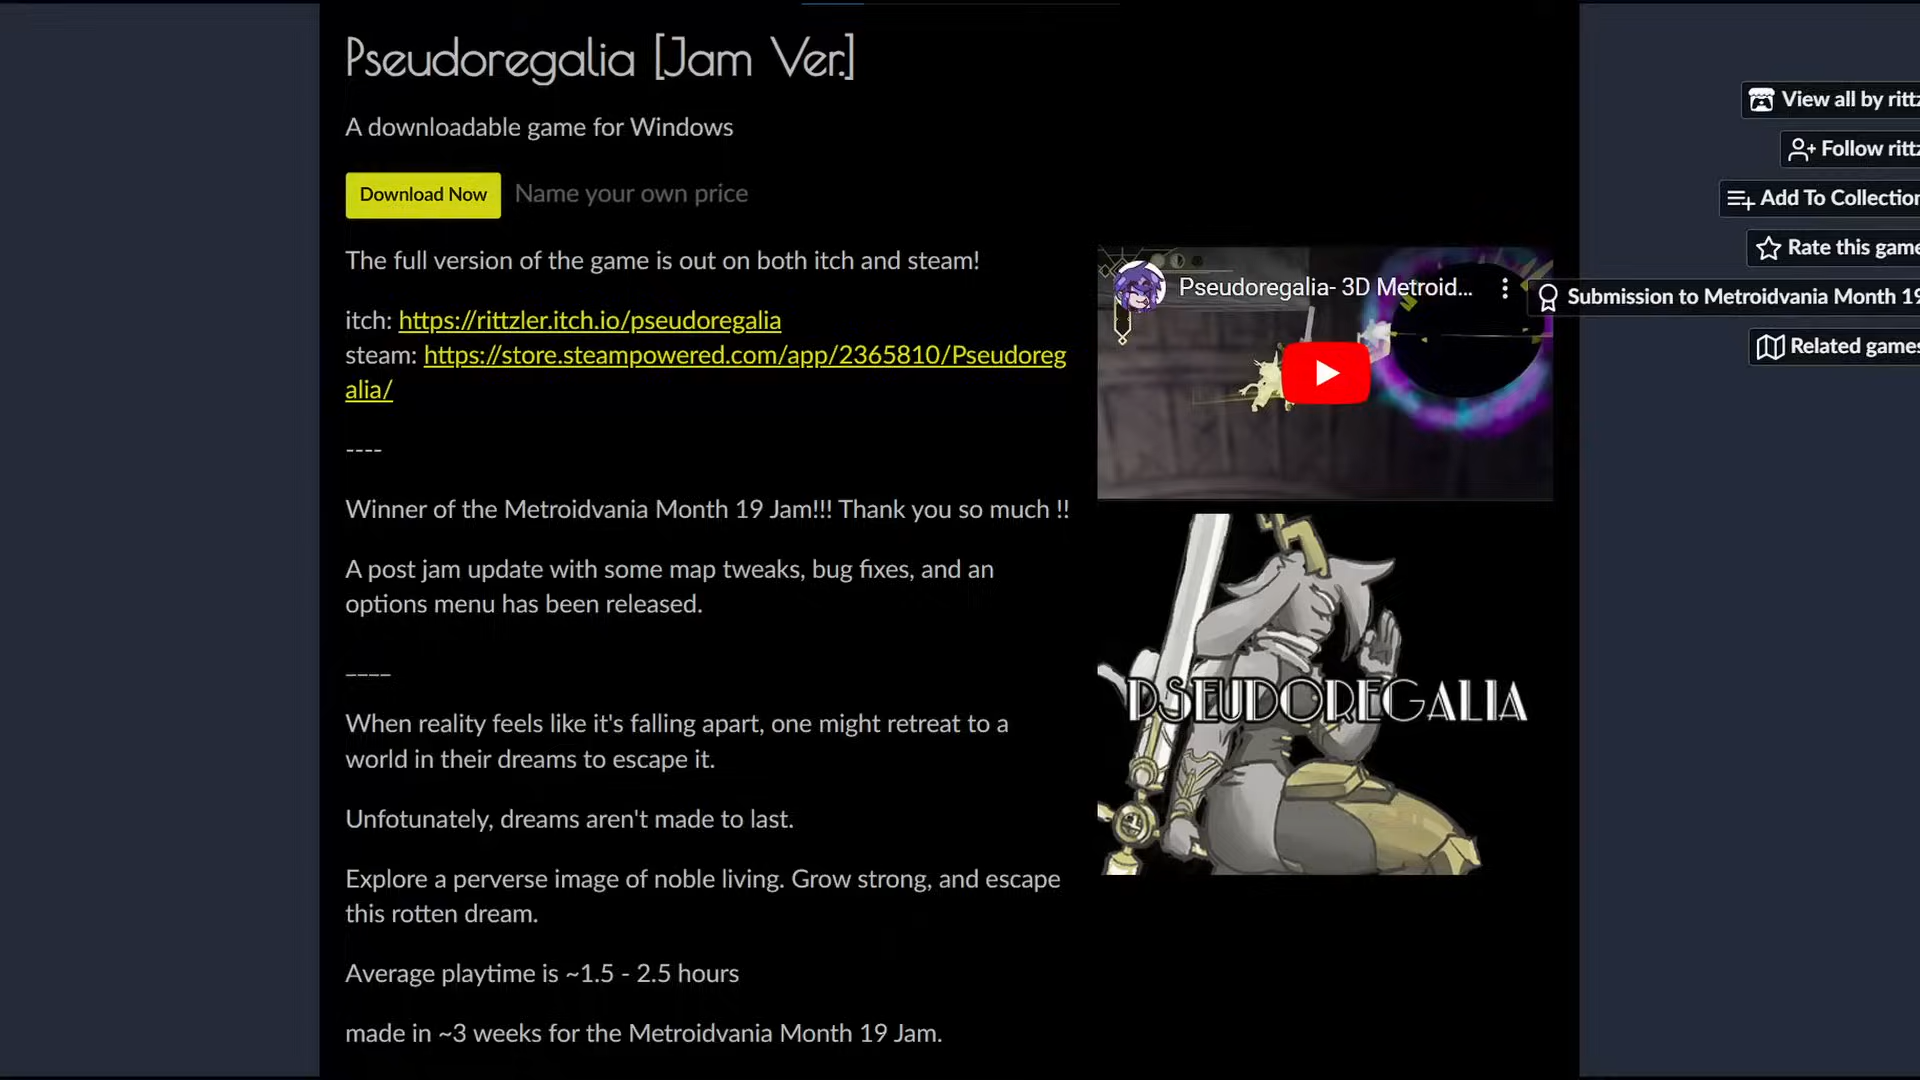 Pseudoregalia [Jam Ver.]
A downloadable game for Windows
Download Now Name your own price
The full version of the game is out on both itch and steam!
itch: https://rittzler.itch.io/pseudoregalia
steam: https://store.steampowered.com/app/2365810/Pseudoreg
alia/
----
Winner of the Metroidvania Month 19 Jam!!! Thank you so much !!
A post jam update with some map tweaks, bug fixes, and an
options menu has been released.
----
When reality feels like it's falling apart, one might retreat to a
world in their dreams to escape it.
Unfotunately, dreams aren't made to last.
Explore a perverse image of noble living. Grow strong, and escape
this rotten dream.
Average playtime is ~1.5 - 2.5 hours
made in ~3 weeks for the Metroidvania Month 19 Jam.
Pseudoregalia- 3D Metroid...
PSEUDOREGALIA
View all by rittz
Follow rittz
Add To Collection
Rate this game
Submission to Metroidvania Month 19
Related games